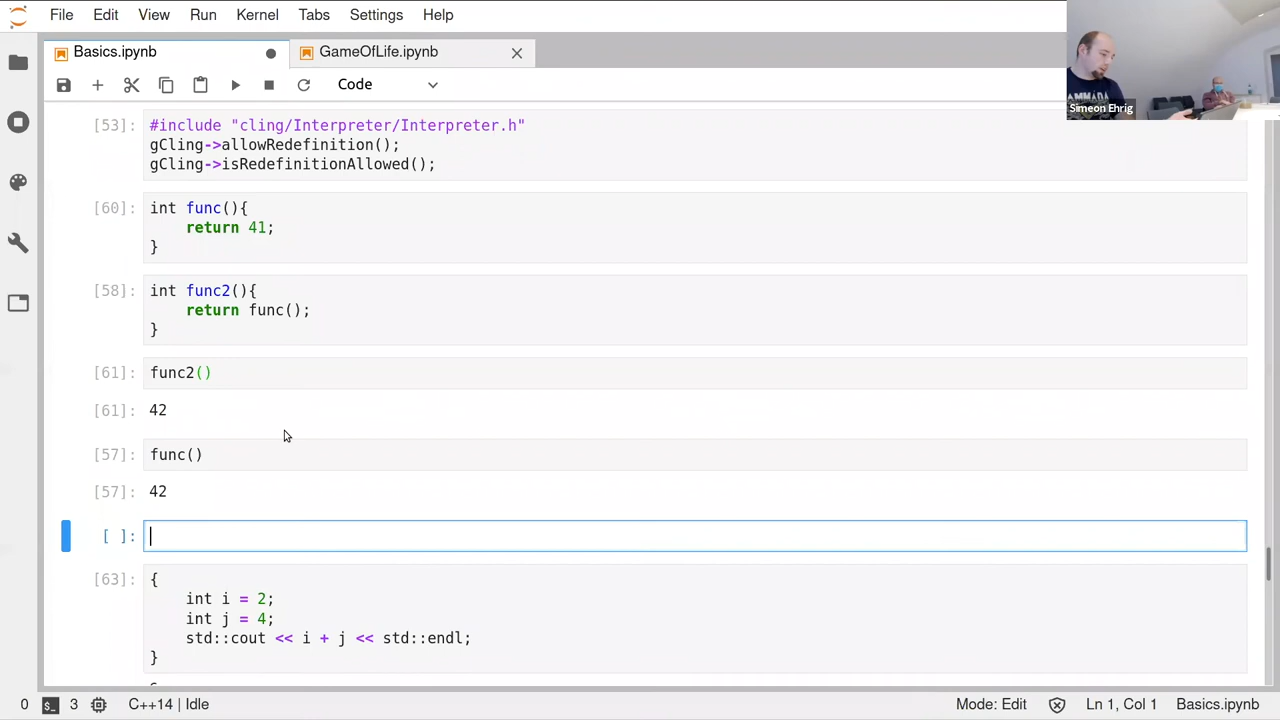 File Edit View Run Kernel Tabs Settings Help
Basics.ipynb GameOfLife.ipynb
Code
[53]: #include "cling/Interpreter/Interpreter.h"
gCling->allowRedefinition();
gCling->isRedefinitionAllowed();
[60]: int func(){
return 41;
}
[58]: int func2(){
return func();
}
[61]: func2()
[61]: 42
[57]: func()
[57]: 42
[ ]:
[63]: {
int i = 2;
int j = 4;
std::cout << i + j << std::endl;
}
Simeon Ehrig
0 $_ 3 C++14 | Idle Mode: Edit Ln 1, Col 1 Basics.ipynb